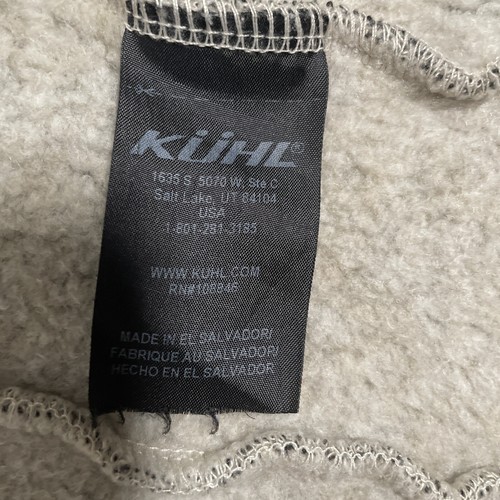 KÜHL®
1635 S. 5070 W, Ste C
Salt Lake, UT 84104
USA
1-801-281-3185
WWW.KUHL.COM
RN#108846
MADE IN EL SALVADOR/
FABRIQUE AU SALVADOR/
HECHO EN EL SALVADOR